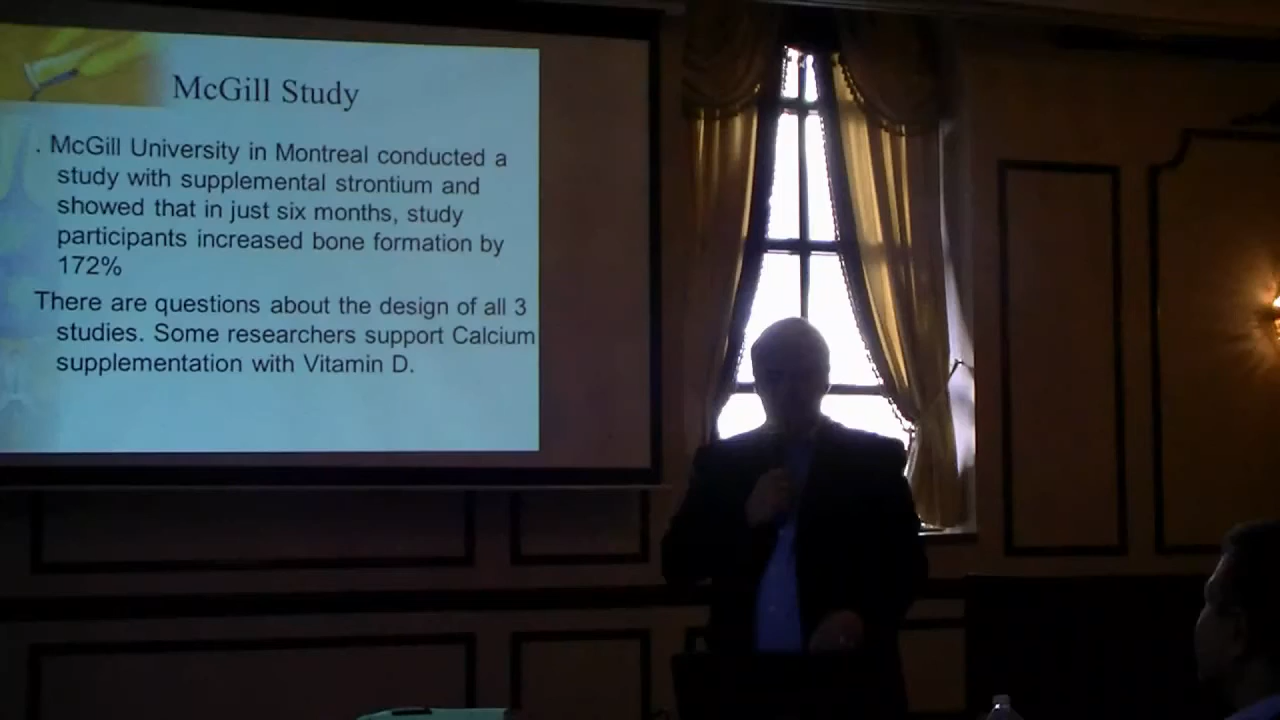 McGill Study
. McGill University in Montreal conducted a
study with supplemental strontium and
showed that in just six months, study
participants increased bone formation by
172%
There are questions about the design of all 3
studies. Some researchers support Calcium
supplementation with Vitamin D.